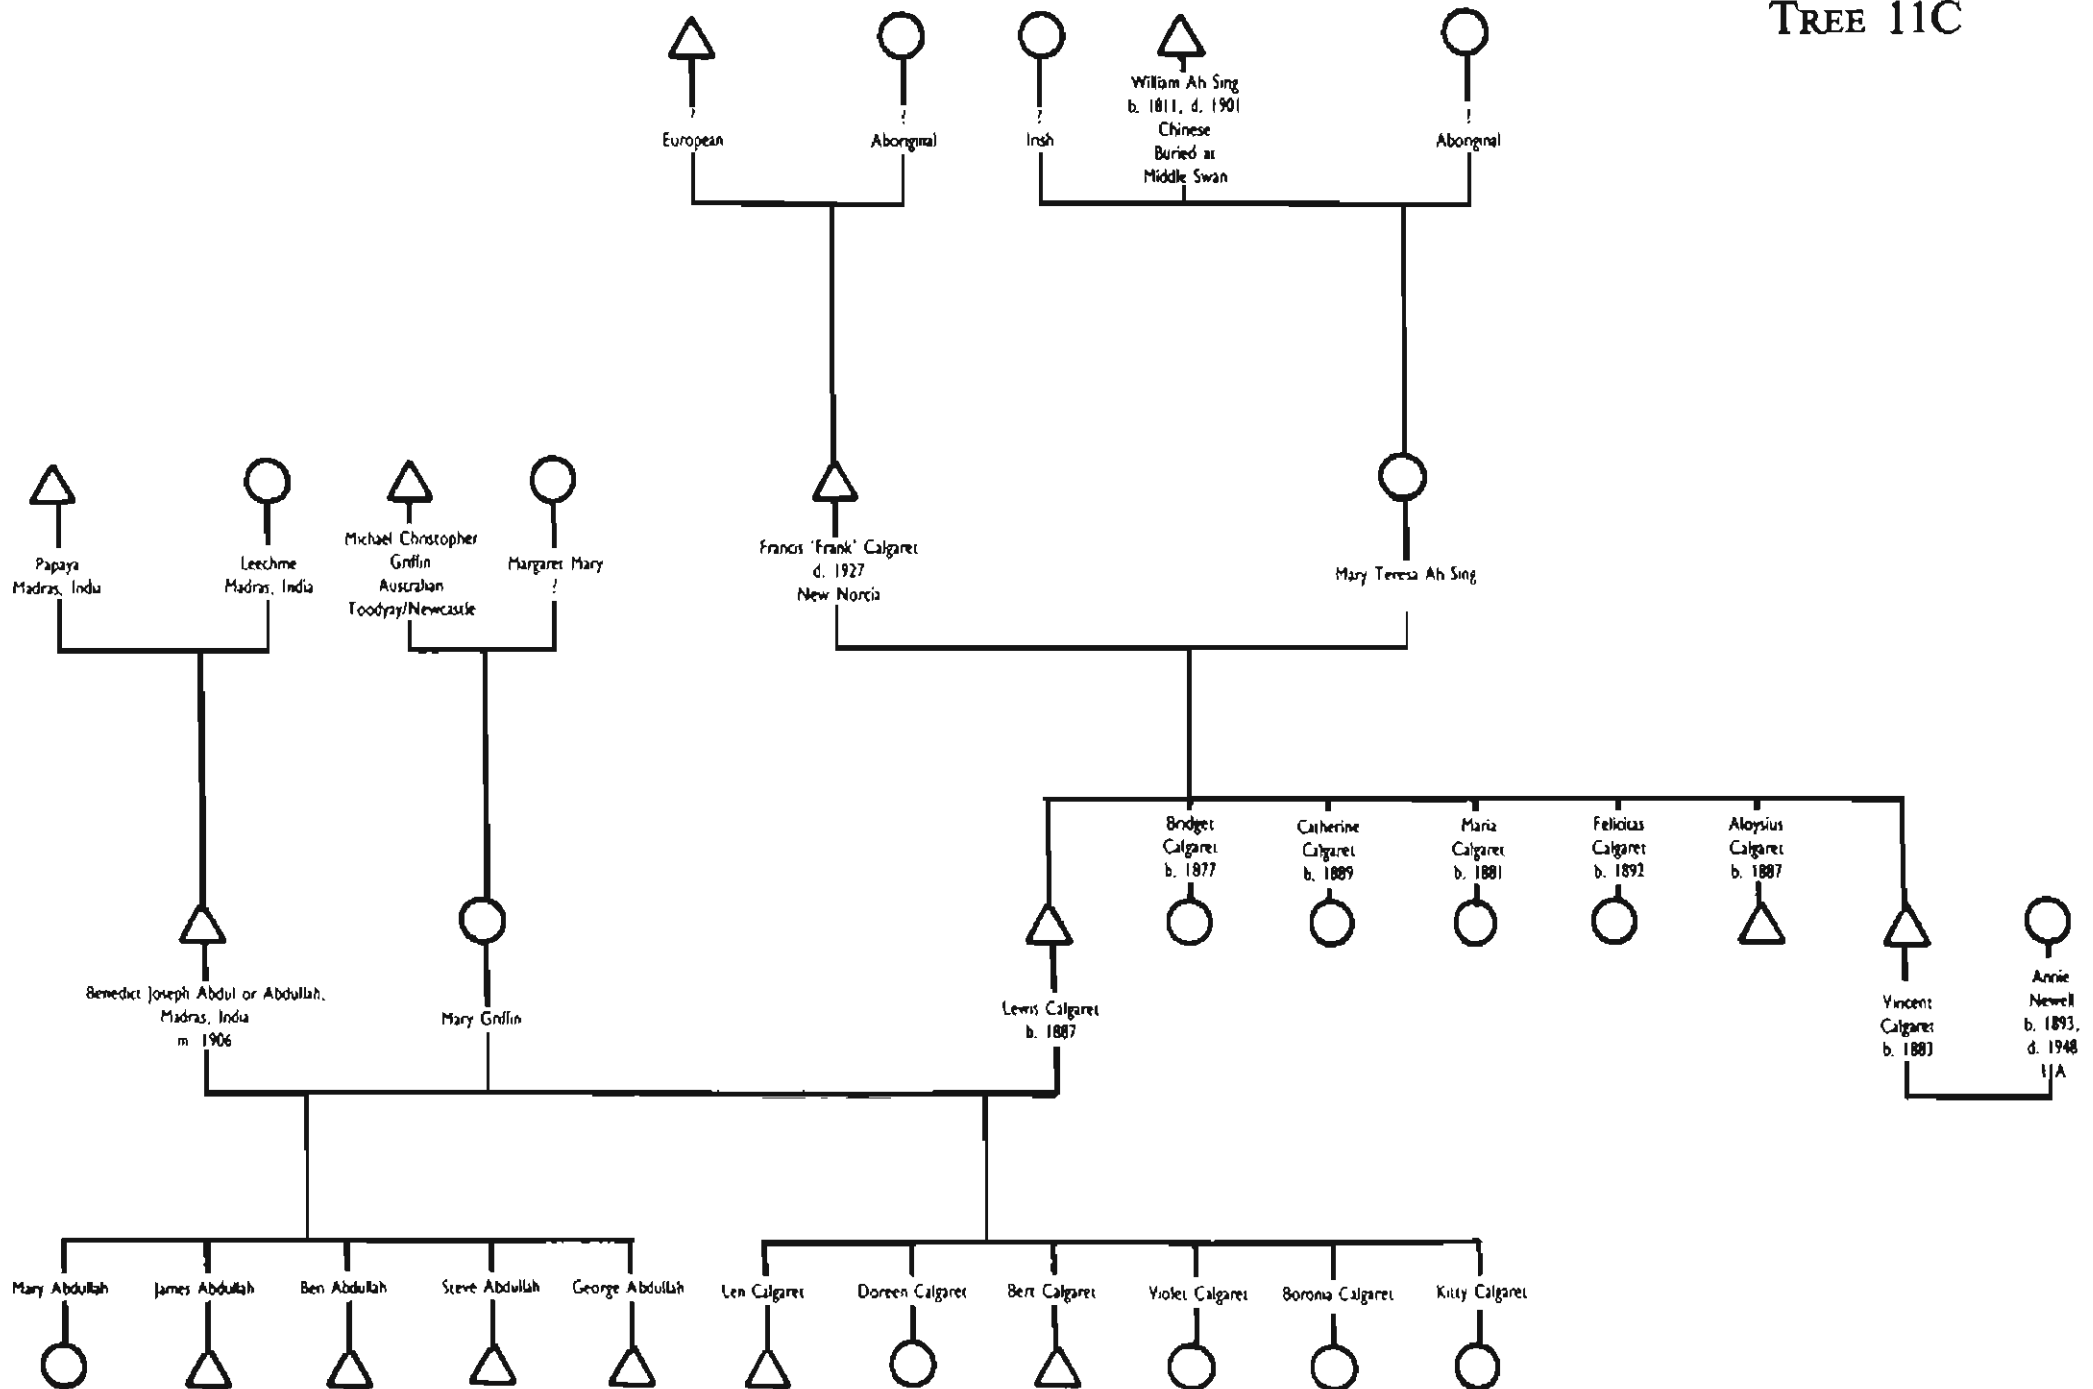 TREE 11C
?
European
?
Aboriginal
?
Irish
William Ah Sing
b. 1811, d. 1901
Chinese
Buried at
Middle Swan
?
Aboriginal
Papaya
Madras, India
Leechme
Madras, India
Michael Christopher
Griffin
Australian
Toodyay/Newcastle
Margaret Mary
?
Francis 'Frank' Calgaret
d. 1927
New Norcia
Mary Teresa Ah Sing
Bridget
Calgaret
b. 1877
Catherine
Calgaret
b. 1889
Maria
Calgaret
b. 1881
Felicitas
Calgaret
b. 1892
Aloysius
Calgaret
b. 1887
Benedict Joseph Abdul or Abdullah,
Madras, India
m 1906
Mary Griffin
Lewis Calgaret
b. 1887
Vincent
Calgaret
b. 1883
Annie
Newell
b. 1893,
d. 1948
11A
Mary Abdullah
James Abdullah
Ben Abdullah
Steve Abdullah
George Abdullah
Len Calgaret
Doreen Calgaret
Bert Calgaret
Violet Calgaret
Boronia Calgaret
Kitty Calgaret